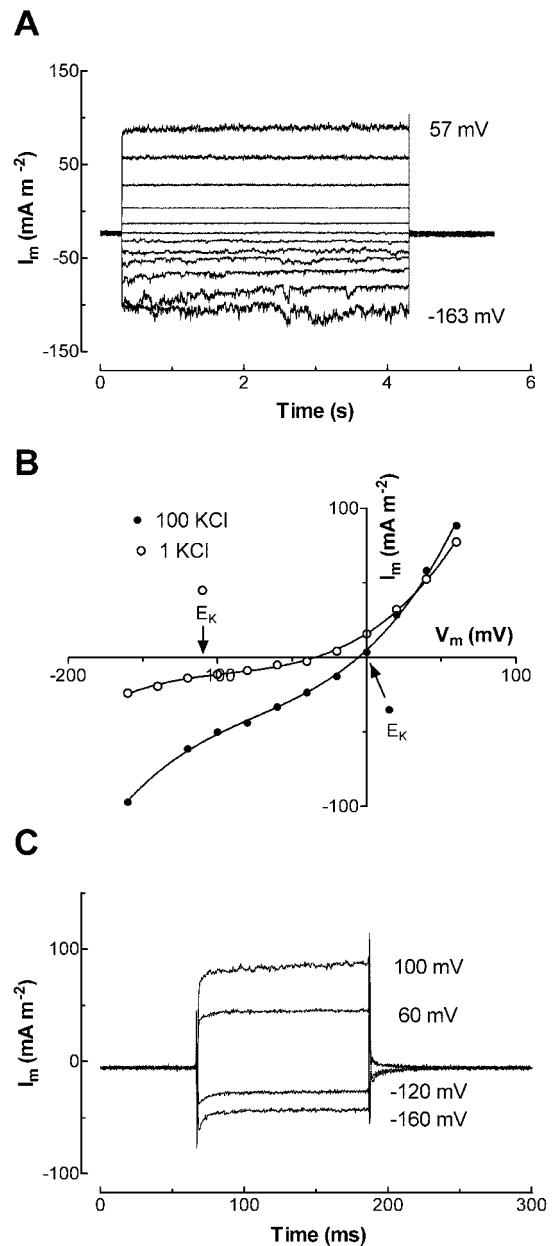 A
150
50
-50
-150
I_m (mA m⁻²)
57 mV
-163 mV
0
2
4
6
Time (s)
B
● 100 KCl
○ 1 KCl
○
E_K
100
I_m (mA m⁻²)
V_m (mV)
-200
-100
100
● E_K
-100
C
100
0
-100
I_m (mA m⁻²)
100 mV
60 mV
-120 mV
-160 mV
0
100
200
300
Time (ms)